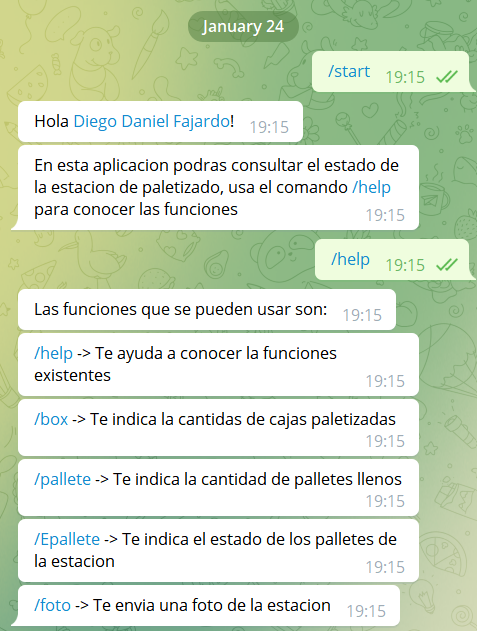 January 24
/start 19:15
Hola Diego Daniel Fajardo! 19:15
En esta aplicacion podras consultar el estado de
la estacion de paletizado, usa el comando /help
para conocer las funciones 19:15
/help 19:15
Las funciones que se pueden usar son: 19:15
/help -> Te ayuda a conocer la funciones
existentes 19:15
/box -> Te indica la cantidas de cajas paletizadas
19:15
/pallete -> Te indica la cantidad de palletes llenos
19:15
/Epallete -> Te indica el estado de los palletes de
la estacion 19:15
/foto -> Te envia una foto de la estacion 19:15